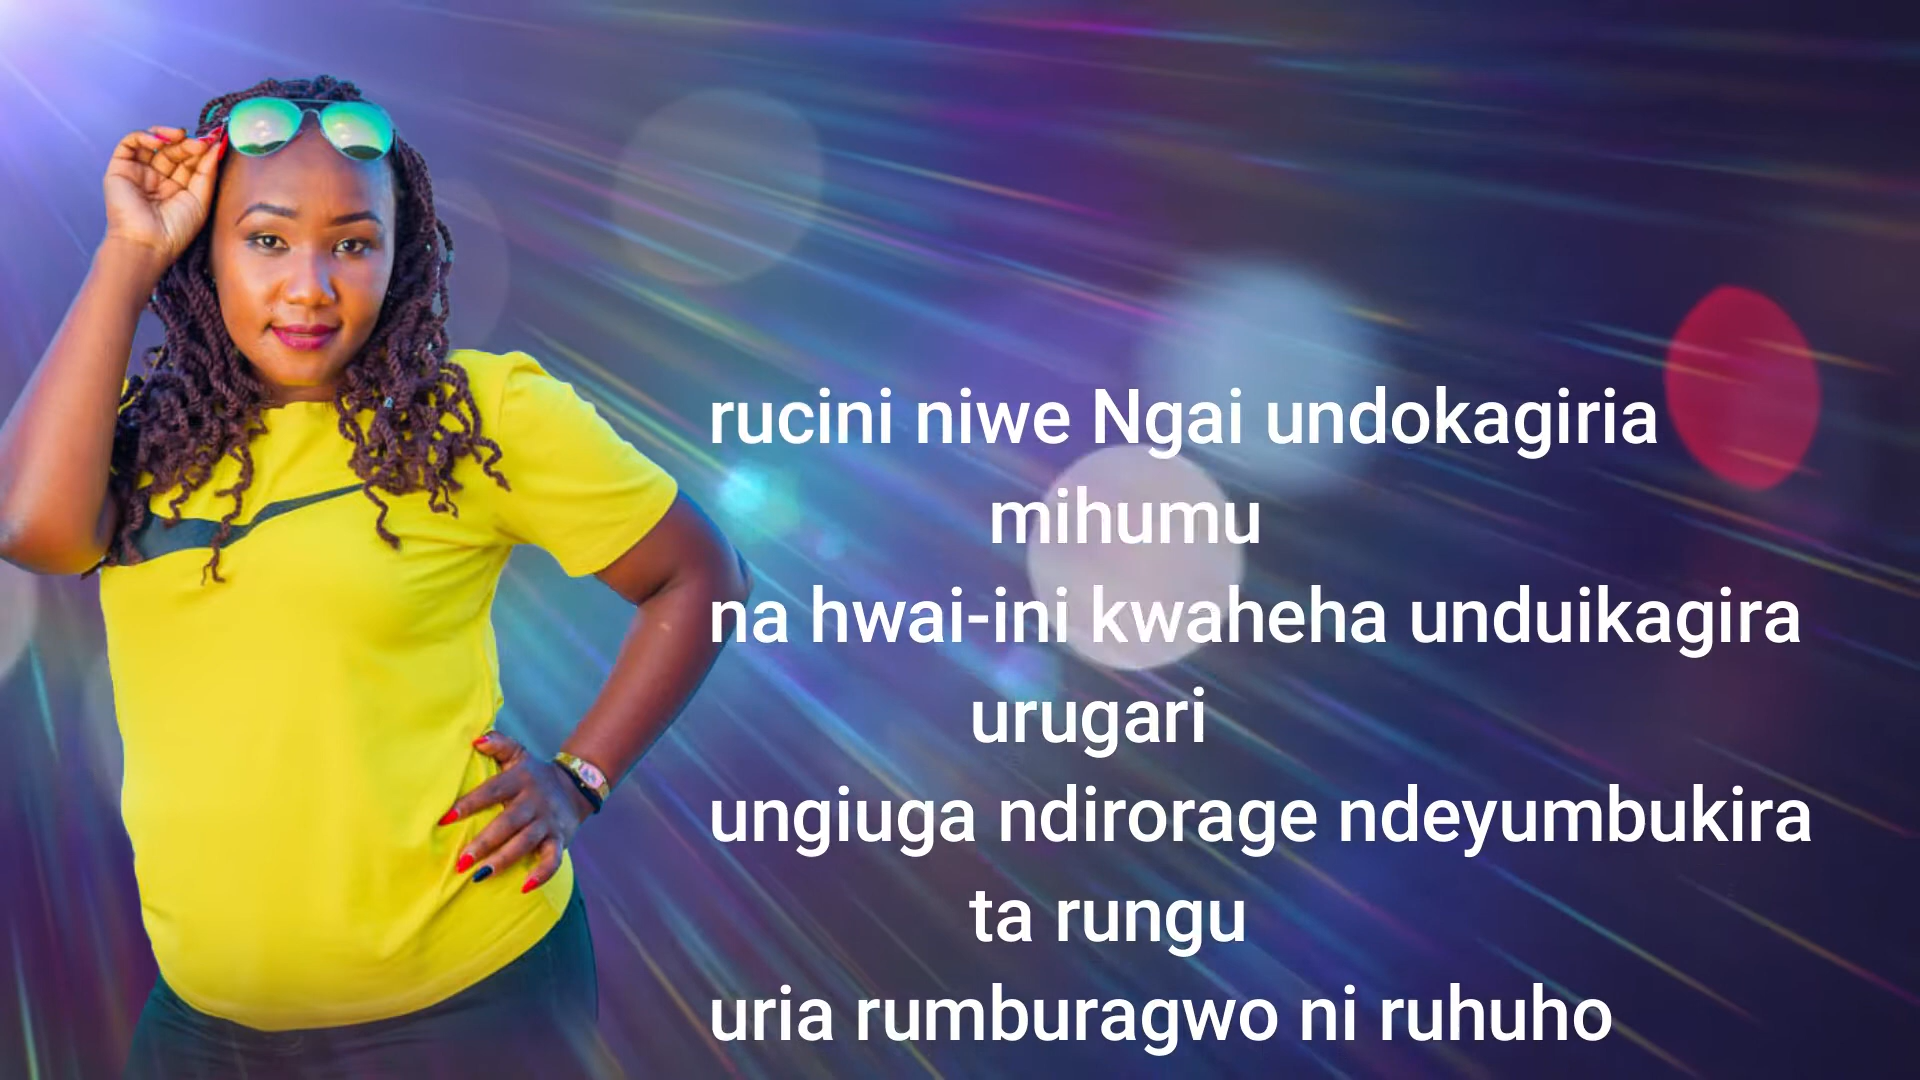 rucini niwe Ngai undokagiria
mihumu
na hwai-ini kwaheha unduikagira
urugari
ungiuga ndirorage ndeyumbukira
ta rungu
uria rumburagwo ni ruhuho